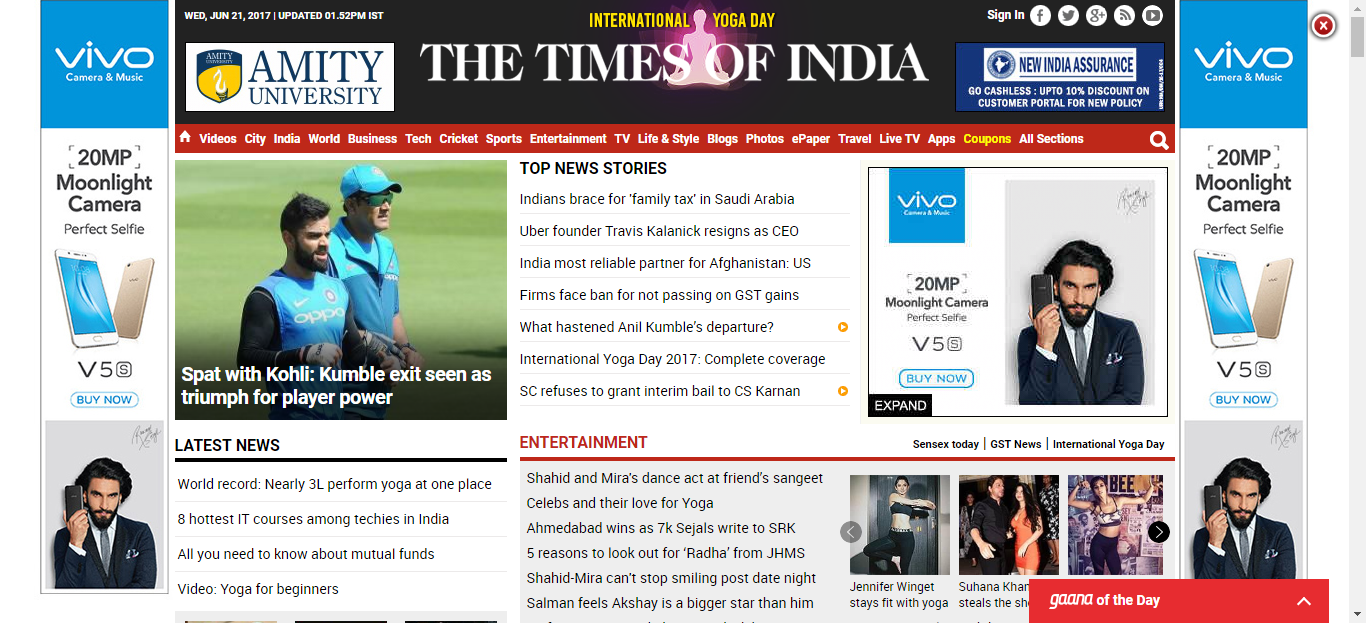 vivo
Camera & Music
20MP
Moonlight
Camera
Perfect Selfie
V5S
BUY NOW
WED, JUN 21, 2017 | UPDATED 01.52PM IST
INTERNATIONAL YOGA DAY
THE TIMES OF INDIA
Sign In
AMITY
UNIVERSITY
AMITY
UNIVERSITY
NEW INDIA ASSURANCE
GO CASHLESS : UPTO 10% DISCOUNT ON
CUSTOMER PORTAL FOR NEW POLICY
Videos City India World Business Tech Cricket Sports Entertainment TV Life & Style Blogs Photos ePaper Travel Live TV Apps Coupons All Sections
oppo
Spat with Kohli: Kumble exit seen as
triumph for player power
TOP NEWS STORIES
Indians brace for 'family tax' in Saudi Arabia
Uber founder Travis Kalanick resigns as CEO
India most reliable partner for Afghanistan: US
Firms face ban for not passing on GST gains
What hastened Anil Kumble’s departure?
International Yoga Day 2017: Complete coverage
SC refuses to grant interim bail to CS Karnan
vivo
Camera & Music
20MP
Moonlight Camera
Perfect Selfie
V5S
BUY NOW
EXPAND
LATEST NEWS
World record: Nearly 3L perform yoga at one place
8 hottest IT courses among techies in India
All you need to know about mutual funds
Video: Yoga for beginners
ENTERTAINMENT
Sensex today | GST News | International Yoga Day
Shahid and Mira’s dance act at friend’s sangeet
Celebs and their love for Yoga
Ahmedabad wins as 7k Sejals write to SRK
5 reasons to look out for ‘Radha’ from JHMS
Shahid-Mira can’t stop smiling post date night
Salman feels Akshay is a bigger star than him
Jennifer Winget
stays fit with yoga
Suhana Khan
steals the
gaana of the Day
vivo
Camera & Music
20MP
Moonlight
Camera
Perfect Selfie
V5S
BUY NOW